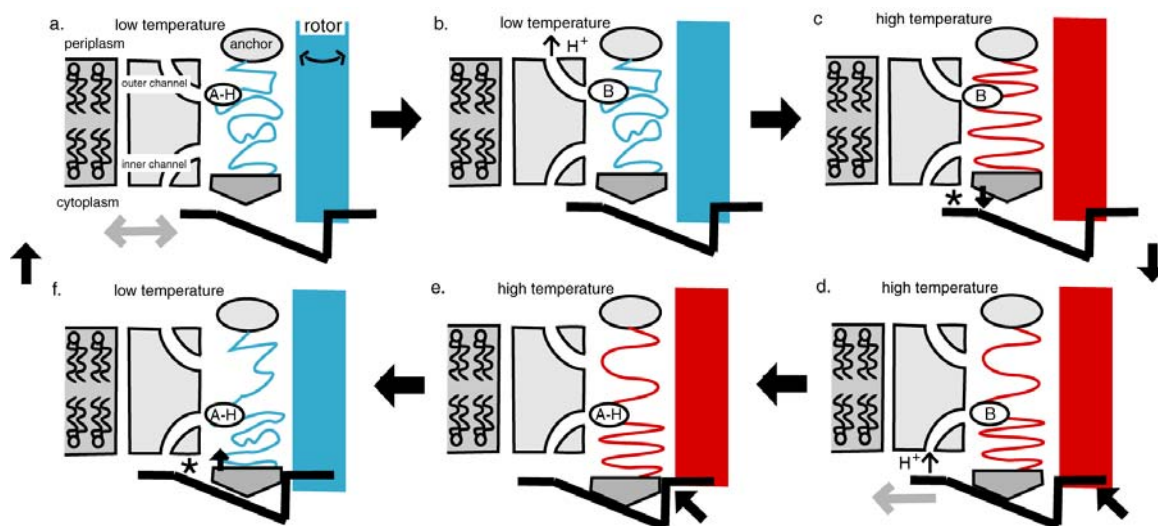 a.
low temperature
rotor
periplasm
anchor
outer channel
A-H
inner channel
cytoplasm
b.
low temperature
H+
B
c
high temperature
B
*
f.
low temperature
A-H
*
e.
high temperature
A-H
d.
high temperature
B
H+